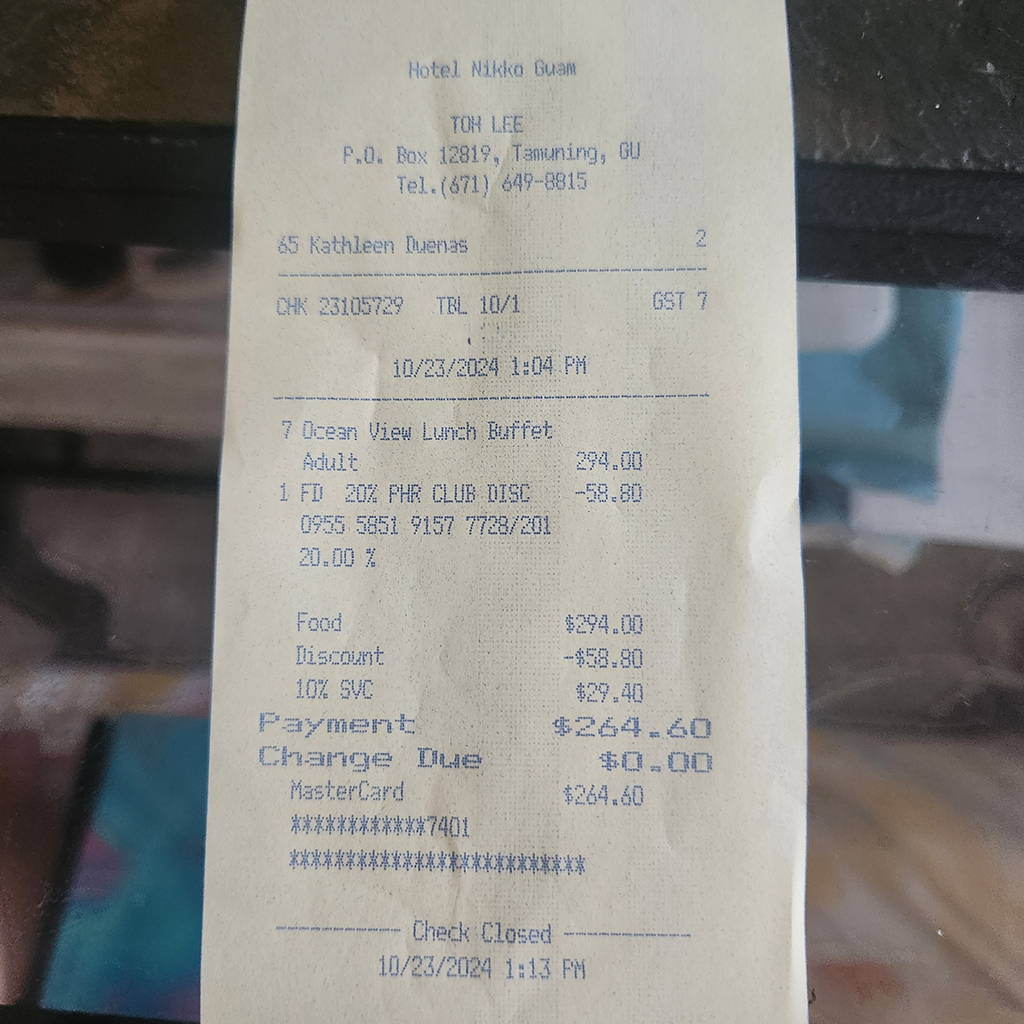 Hotel Nikko Guam
TOH LEE
P.O. Box 12819, Tamuning, GU
Tel.(671) 649-8815
65 Kathleen Duenas 2
CHK 23105729 TBL 10/1 GST 7
10/23/2024 1:04 PM
7 Ocean View Lunch Buffet
Adult 294.00
1 FD 20% PHR CLUB DISC -58.80
0955 5851 9157 7728/201
20.00 %
Food $294.00
Discount -$58.80
10% SVC $29.40
Payment $264.60
Change Due $0.00
MasterCard $264.60
************7401
**************************
------------ Check Closed ------------
10/23/2024 1:13 PM